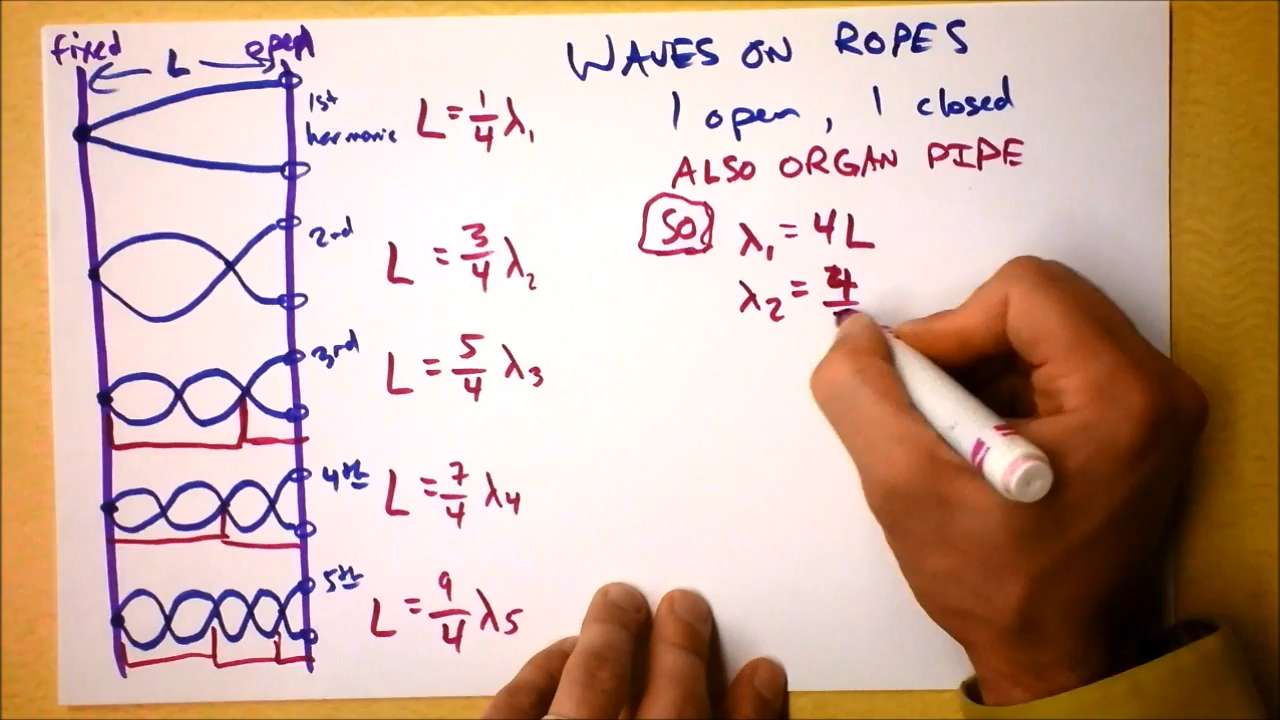 fixed open
L
1st
harmonic
L = 1/4 λ₁
2nd
L = 3/4 λ₂
3rd
L = 5/4 λ₃
4th
L = 7/4 λ₄
5th
L = 9/4 λ₅
WAVES ON ROPES
1 open, 1 closed
ALSO ORGAN PIPE
SO λ₁ = 4L
λ₂ = 4/